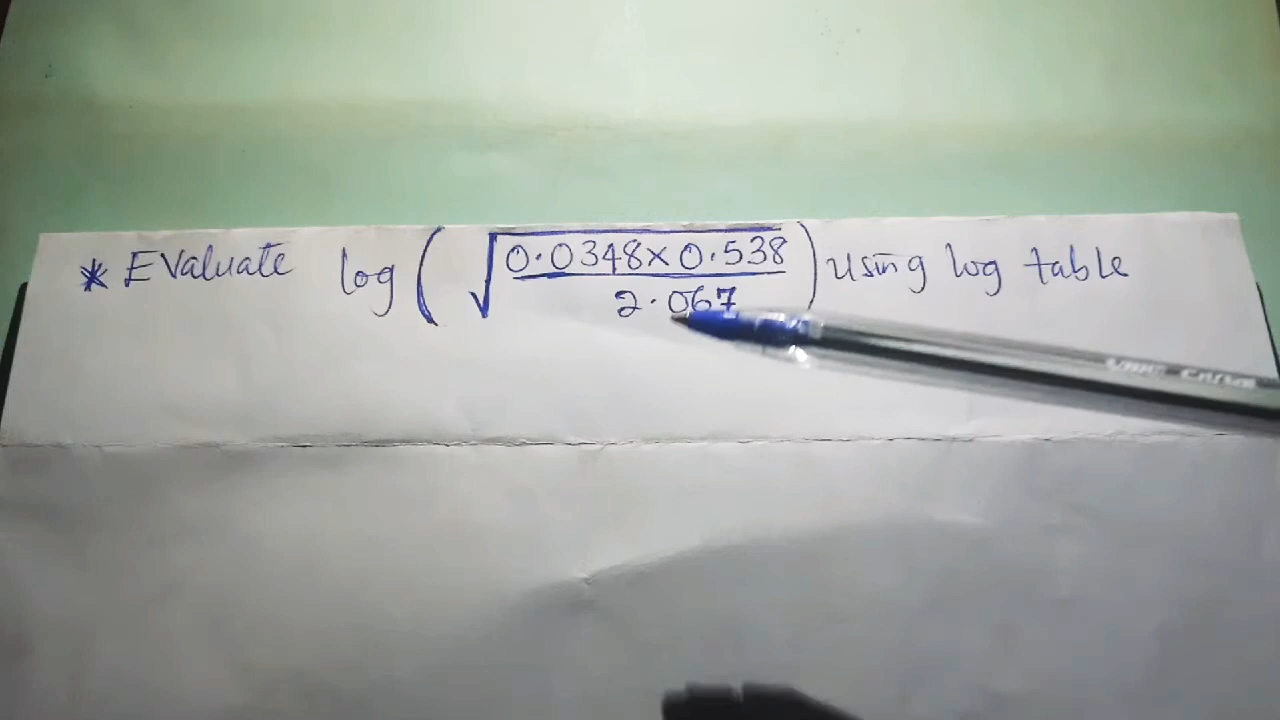 * Evaluate log ( √ 0.0348 x 0.538 / 2.067 ) Using log table